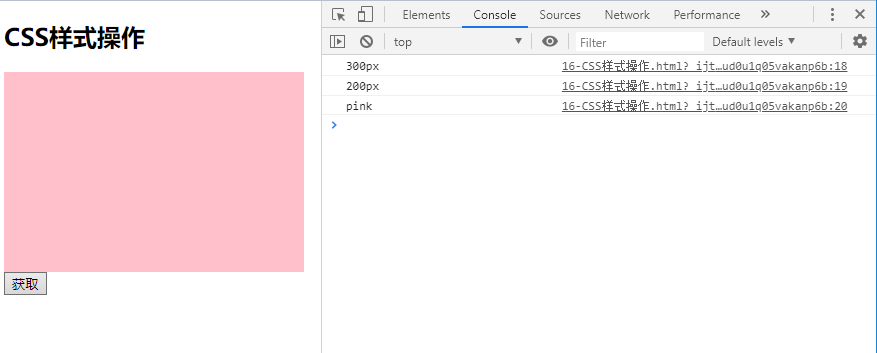 CSS样式操作
获取
Elements Console Sources Network Performance »
top Filter Default levels
300px 16-CSS样式操作.html?_ijt…ud0u1q05vakanp6b:18
200px 16-CSS样式操作.html?_ijt…ud0u1q05vakanp6b:19
pink 16-CSS样式操作.html?_ijt…ud0u1q05vakanp6b:20